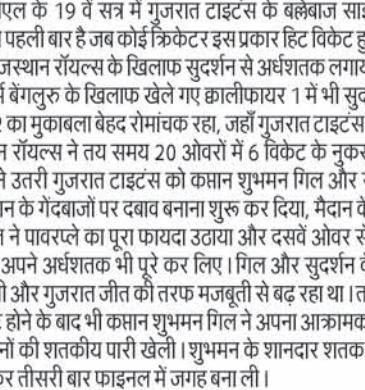 एल के 19 वें सत्र में गुजरात टाइटंस के बल्लेबाज साइ
पहली बार है जब कोई क्रिकेटर इस प्रकार हिट विकेट हु
जस्थान रॉयल्स के खिलाफ सुदर्शन से अर्धशतक लगाय
बेंगलुरु के खिलाफ खेले गए क्वालीफायर 1 में भी सुद
2 का मुकाबला बेहद रोमांचक रहा, जहाँ गुजरात टाइटंस
न रॉयल्स ने तय समय 20 ओवरों में 6 विकेट के नुकस
ने उतरी गुजरात टाइटंस को कप्तान शुभमन गिल और
ान के गेंदबाजों पर दबाव बनाना शुरू कर दिया, मैदान वे
ने पावरप्ले का पूरा फायदा उठाया और दसवें ओवर से
अपने अर्धशतक भी पूरे कर लिए । गिल और सुदर्शन व
ी और गुजरात जीत की तरफ मजबूती से बढ़ रहा था । त
होने के बाद भी कप्तान शुभमन गिल ने अपना आक्रामक
नों की शतकीय पारी खेली । शुभमन के शानदार शतक
र तीसरी बार फाइनल में जगह बना ली ।